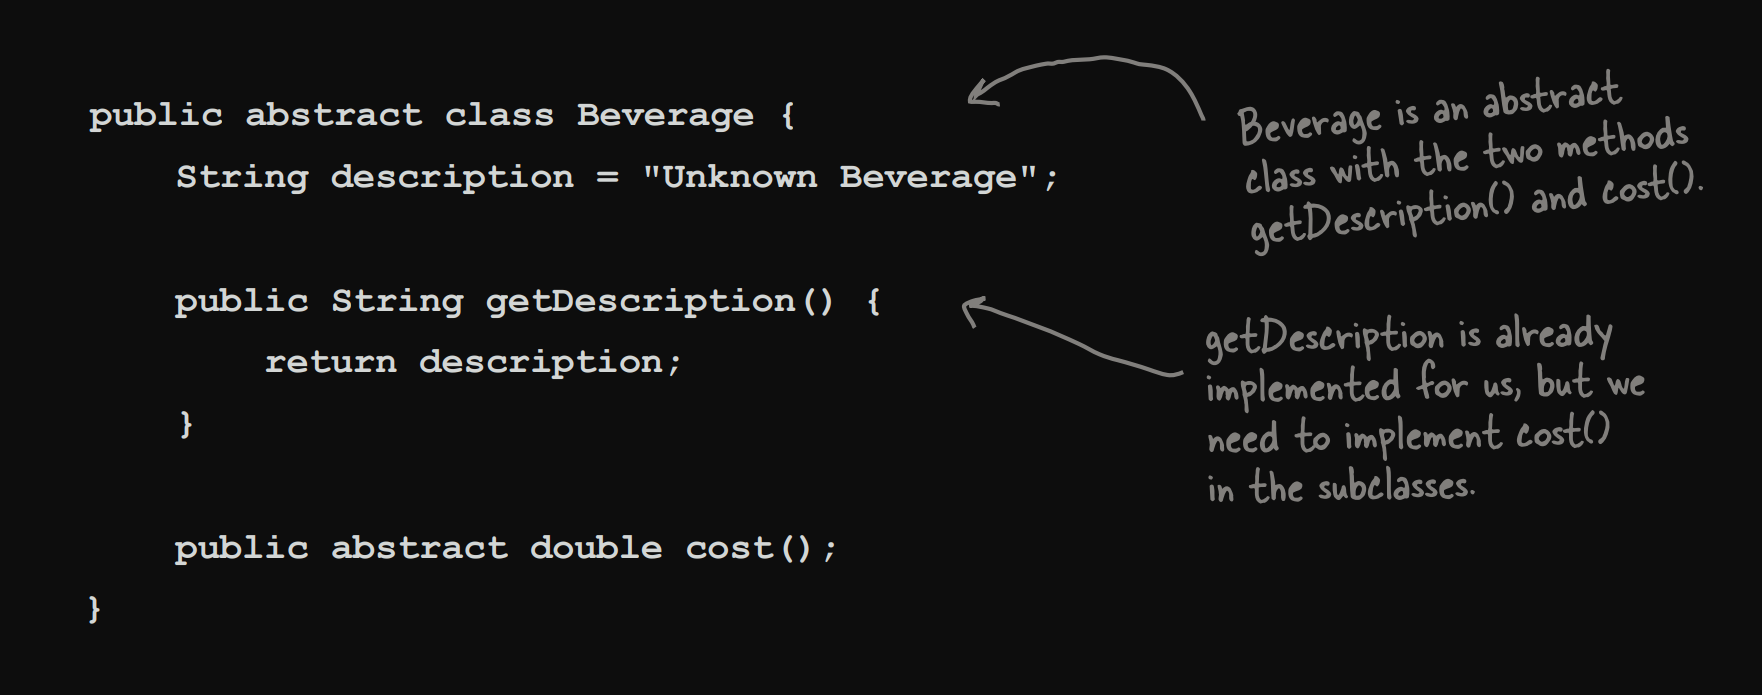 public abstract class Beverage {
String description = "Unknown Beverage";
public String getDescription() {
return description;
}
public abstract double cost();
}
Beverage is an abstract
class with the two methods
getDescription() and cost().
getDescription is already
implemented for us, but we
need to implement cost()
in the subclasses.